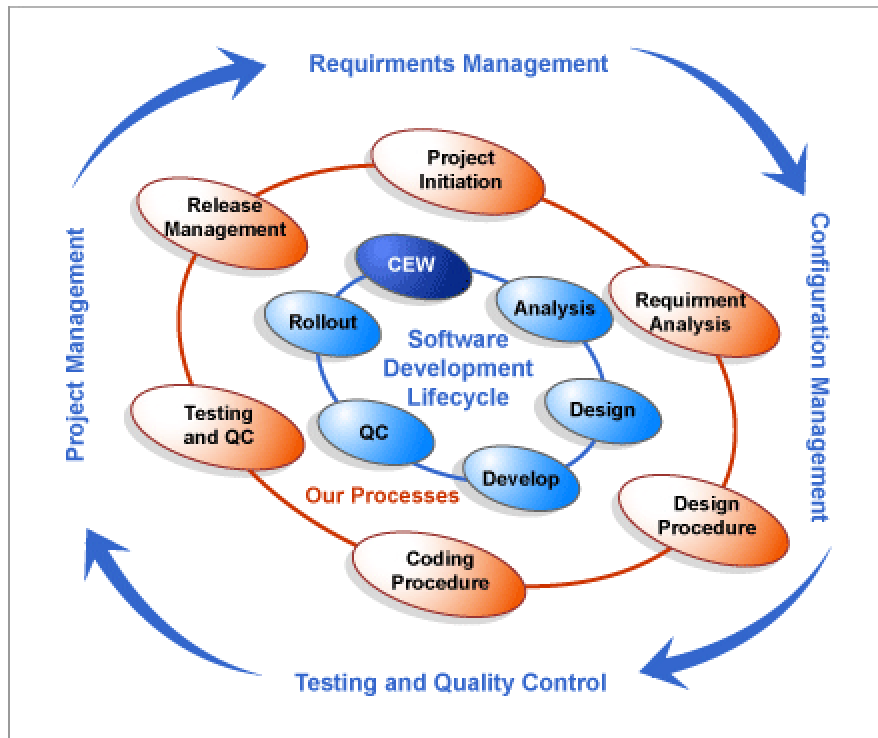 Requirments Management
Project
Initiation
Release
Management
CEW
Analysis
Requirment
Analysis
Rollout
Software
Development
Lifecycle
Configuration Management
Project Management
Design
Testing
and QC
QC
Develop
Our Processes
Design
Procedure
Coding
Procedure
Testing and Quality Control